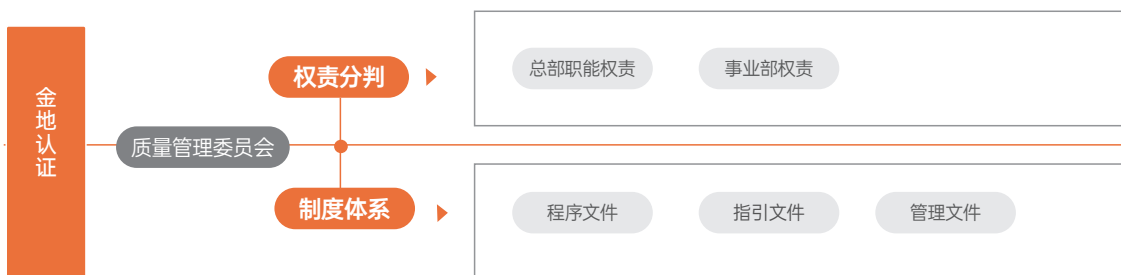 金地认证
质量管理委员会
权责分判
总部职能权责
事业部权责
制度体系
程序文件
指引文件
管理文件